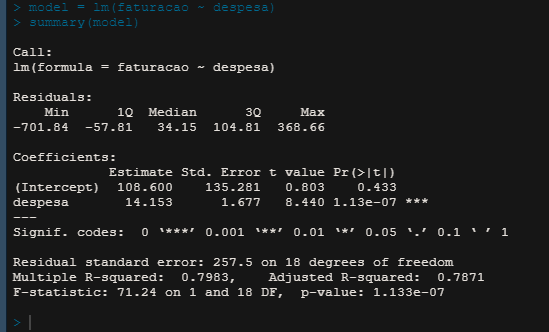 > model = lm(faturacao ~ despesa)
> summary(model)
Call:
lm(formula = faturacao ~ despesa)
Residuals:
    Min      1Q  Median      3Q     Max
-701.84  -57.81   34.15  104.81  368.66
Coefficients:
            Estimate Std. Error t value Pr(>|t|)
(Intercept)  108.600    135.281   0.803    0.433
despesa       14.153      1.677   8.440 1.13e-07 ***
---
Signif. codes:  0 ‘***’ 0.001 ‘**’ 0.01 ‘*’ 0.05 ‘.’ 0.1 ‘ ’ 1
Residual standard error: 257.5 on 18 degrees of freedom
Multiple R-squared:  0.7983,    Adjusted R-squared:  0.7871
F-statistic: 71.24 on 1 and 18 DF,  p-value: 1.133e-07
>